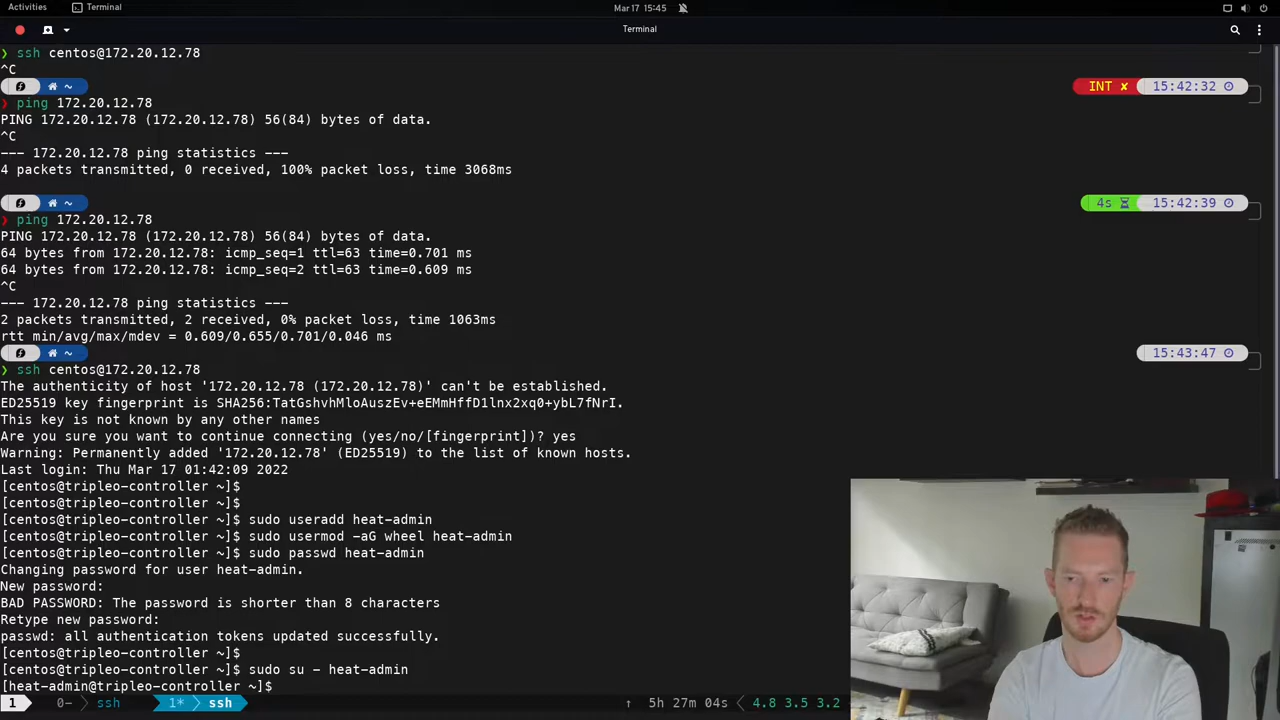 Activities
Terminal
Mar 17 15:45
Terminal
❯ ssh centos@172.20.12.78
^C
~
INT ✘ 15:42:32
❯ ping 172.20.12.78
PING 172.20.12.78 (172.20.12.78) 56(84) bytes of data.
^C
--- 172.20.12.78 ping statistics ---
4 packets transmitted, 0 received, 100% packet loss, time 3068ms
~
4s 15:42:39
❯ ping 172.20.12.78
PING 172.20.12.78 (172.20.12.78) 56(84) bytes of data.
64 bytes from 172.20.12.78: icmp_seq=1 ttl=63 time=0.701 ms
64 bytes from 172.20.12.78: icmp_seq=2 ttl=63 time=0.609 ms
^C
--- 172.20.12.78 ping statistics ---
2 packets transmitted, 2 received, 0% packet loss, time 1063ms
rtt min/avg/max/mdev = 0.609/0.655/0.701/0.046 ms
~
15:43:47
❯ ssh centos@172.20.12.78
The authenticity of host '172.20.12.78 (172.20.12.78)' can't be established.
ED25519 key fingerprint is SHA256:TatGshvhMloAuszEv+eEMmHffD1lnx2xq0+ybL7fNrI.
This key is not known by any other names
Are you sure you want to continue connecting (yes/no/[fingerprint])? yes
Warning: Permanently added '172.20.12.78' (ED25519) to the list of known hosts.
Last login: Thu Mar 17 01:42:09 2022
[centos@tripleo-controller ~]$
[centos@tripleo-controller ~]$
[centos@tripleo-controller ~]$ sudo useradd heat-admin
[centos@tripleo-controller ~]$ sudo usermod -aG wheel heat-admin
[centos@tripleo-controller ~]$ sudo passwd heat-admin
Changing password for user heat-admin.
New password:
BAD PASSWORD: The password is shorter than 8 characters
Retype new password:
passwd: all authentication tokens updated successfully.
[centos@tripleo-controller ~]$
[centos@tripleo-controller ~]$ sudo su - heat-admin
[heat-admin@tripleo-controller ~]$
1 0- ssh 1* ssh ↑ 5h 27m 04s 4.8 3.5 3.2